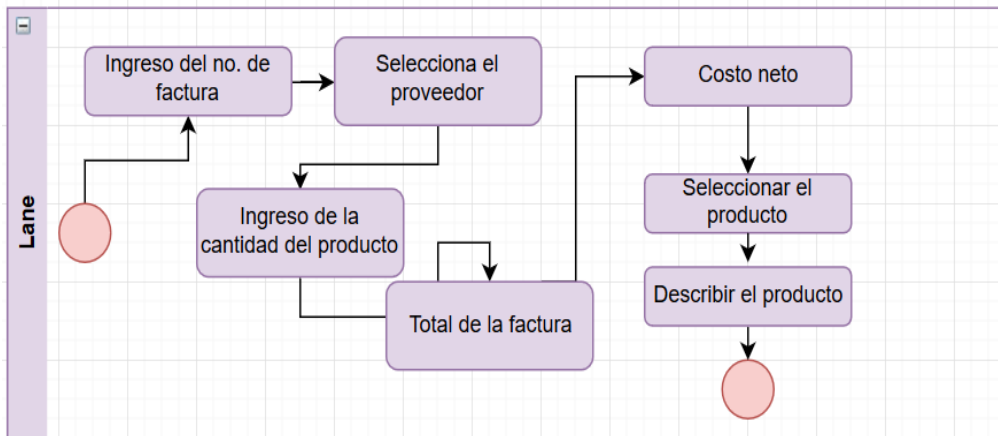 Lane
Ingreso del no. de
factura
Selecciona el
proveedor
Ingreso de la
cantidad del producto
Total de la factura
Costo neto
Seleccionar el
producto
Describir el producto